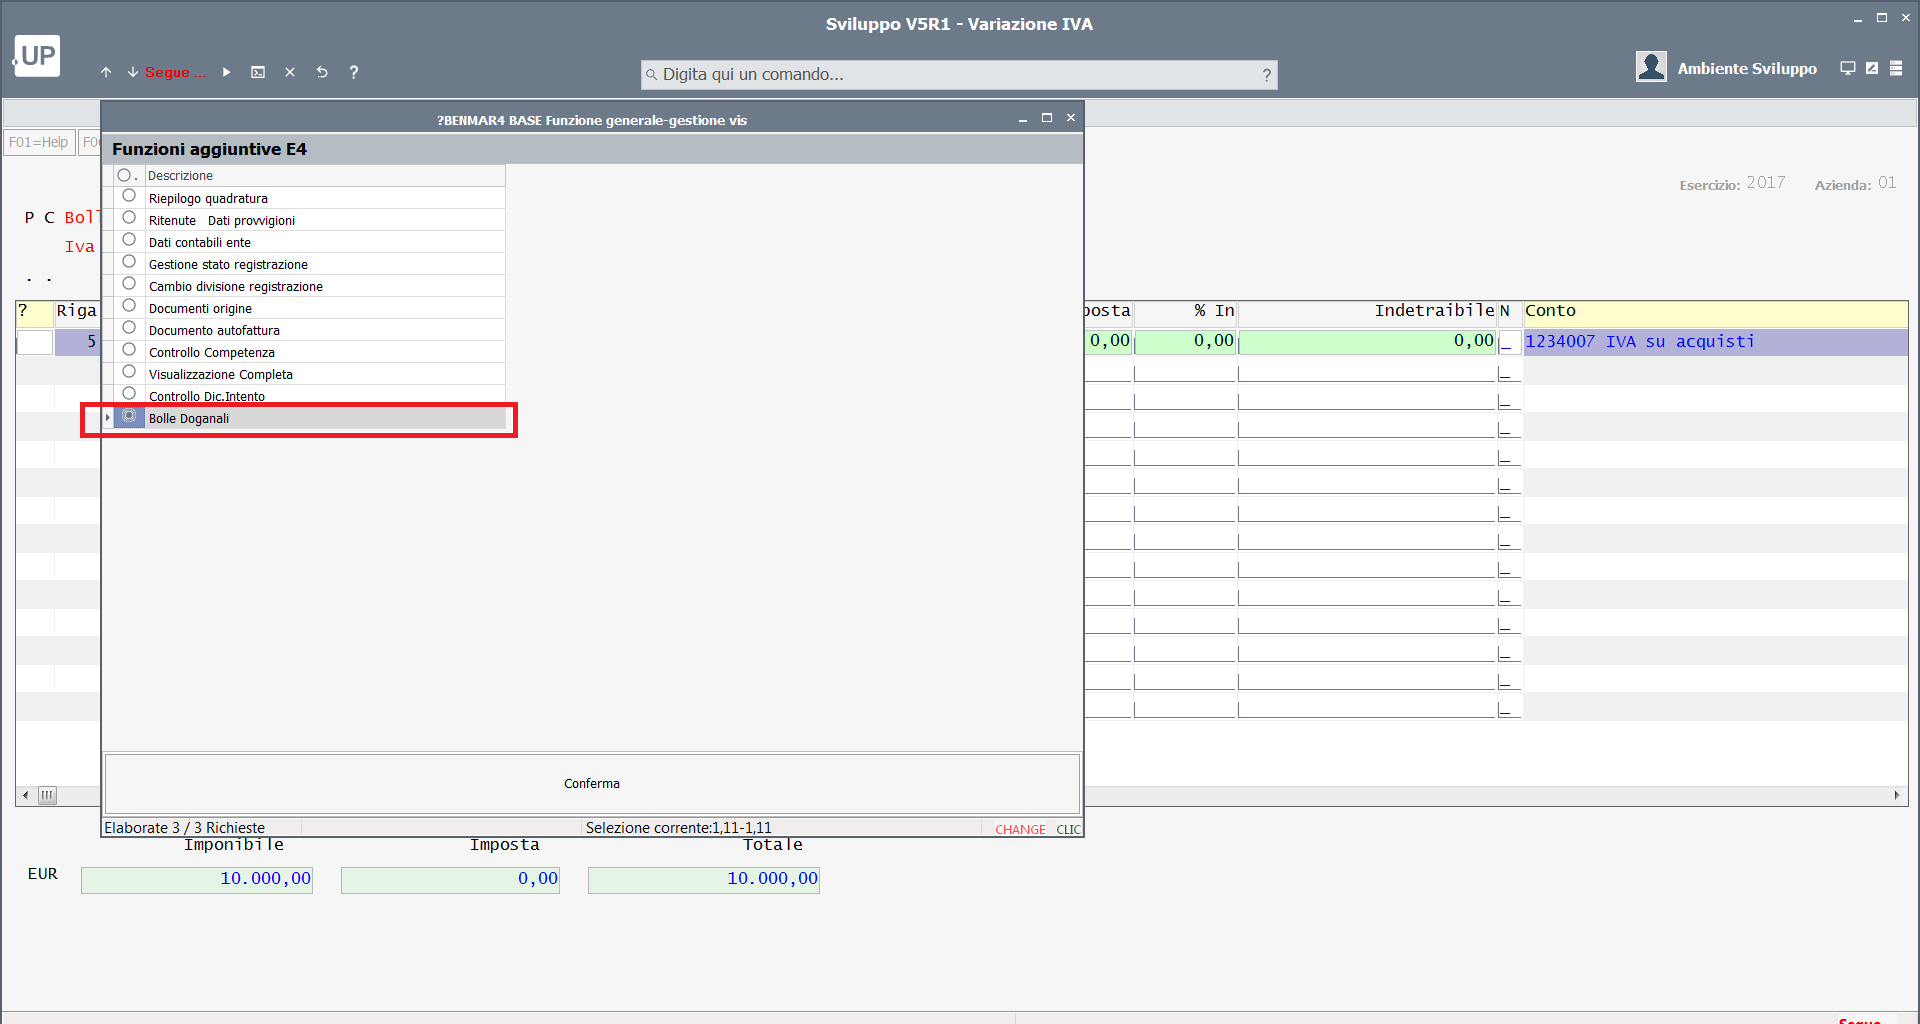 Sviluppo V5R1 - Variazione IVA
.UP
Segue ...
?
Digita qui un comando...
?
Ambiente Sviluppo
?BENMAR4 BASE Funzione generale-gestione vis
F01=Help
Funzioni aggiuntive E4
Descrizione
Riepilogo quadratura
Ritenute Dati provvigioni
Dati contabili ente
Gestione stato registrazione
Cambio divisione registrazione
Documenti origine
Documento autofattura
Controllo Competenza
Visualizzazione Completa
Controllo Dic.Intento
Bolle Doganali
Conferma
Elaborate 3 / 3 Richieste
Selezione corrente:1,11-1,11
CHANGE
CLIC
Esercizio: 2017 Azienda: 01
P C Boll
Iva
. .
? Riga
% In Indetraibile N Conto
5
0,00 0,00 0,00 _ 1234007 IVA su acquisti
Imponibile Imposta Totale
EUR 10.000,00 0,00 10.000,00